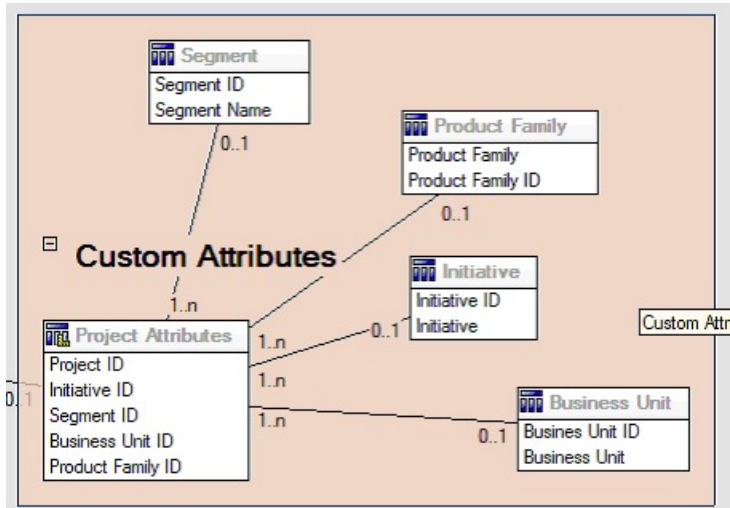 Segment
Segment ID
Segment Name
0..1
Product Family
Product Family
Product Family ID
0..1
Custom Attributes
Initiative
Initiative ID
Initiative
0..1
Custom Attr
1..n
Project Attributes
Project ID
Initiative ID
Segment ID
Business Unit ID
Product Family ID
1..n
1..n
1..n
0..1
Business Unit
Busines Unit ID
Business Unit
0..1